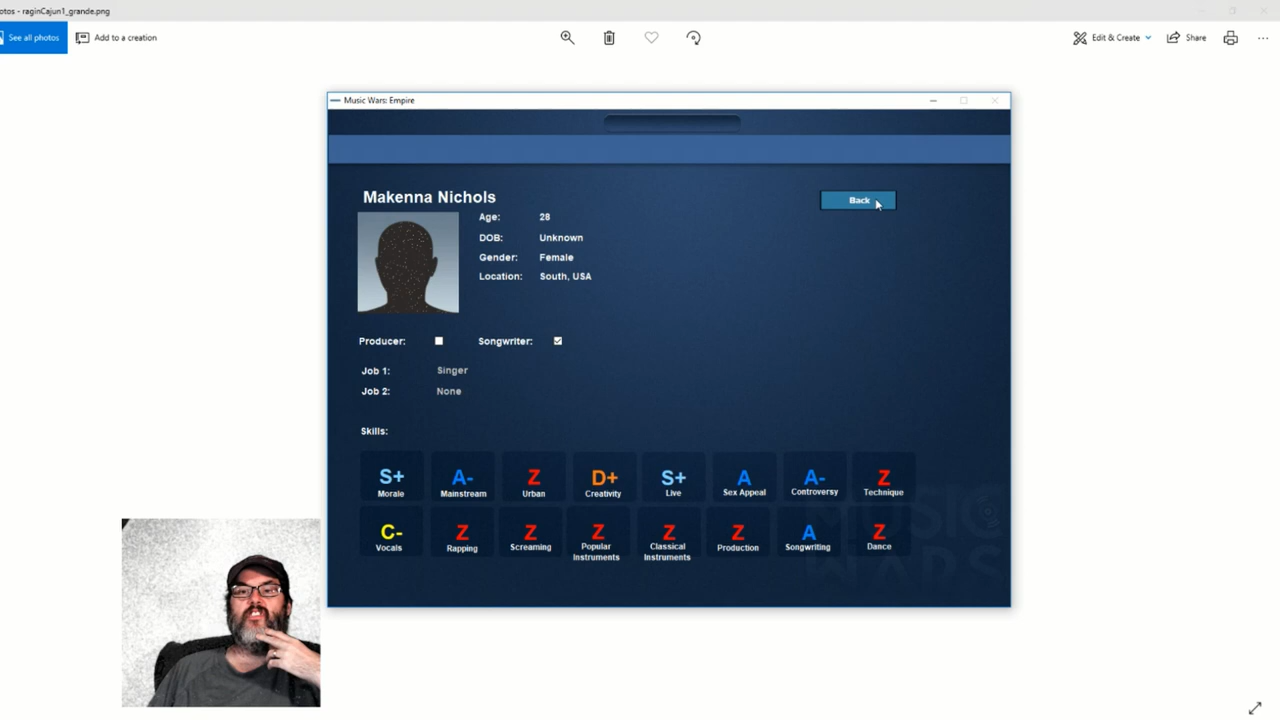 otos - raginCajun1_grande.png
See all photos
Add to a creation
Edit & Create
Share
Music Wars: Empire
Makenna Nichols
Back
Age: 28
DOB: Unknown
Gender: Female
Location: South, USA
Producer: Songwriter:
Job 1: Singer
Job 2: None
Skills:
S+ A- Z D+ S+ A A- Z
Morale Mainstream Urban Creativity Live Sex Appeal Controversy Technique
C- Z Z Z Z Z A Z
Vocals Rapping Screaming Popular Instruments Classical Instruments Production Songwriting Dance
MUSIC
WARS